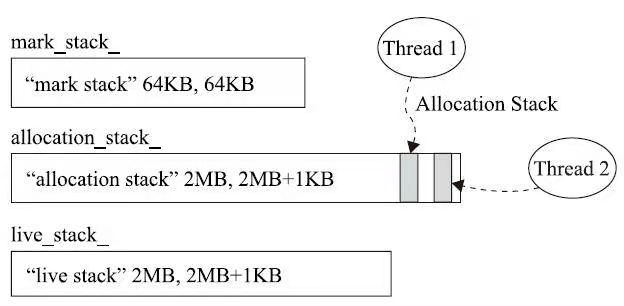 mark_stack_
Thread 1
“mark stack” 64KB, 64KB
Allocation Stack
allocation_stack_
“allocation stack” 2MB, 2MB+1KB
Thread 2
live_stack_
“live stack” 2MB, 2MB+1KB